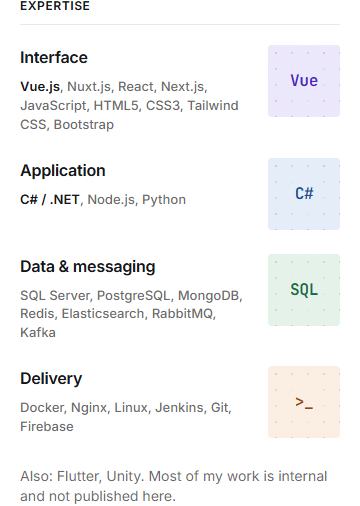 EXPERTISE
Interface
Vue.js, Nuxt.js, React, Next.js,
JavaScript, HTML5, CSS3, Tailwind
CSS, Bootstrap
Vue
Application
C# / .NET, Node.js, Python
C#
Data & messaging
SQL Server, PostgreSQL, MongoDB,
Redis, Elasticsearch, RabbitMQ,
Kafka
SQL
Delivery
Docker, Nginx, Linux, Jenkins, Git,
Firebase
>_
Also: Flutter, Unity. Most of my work is internal
and not published here.